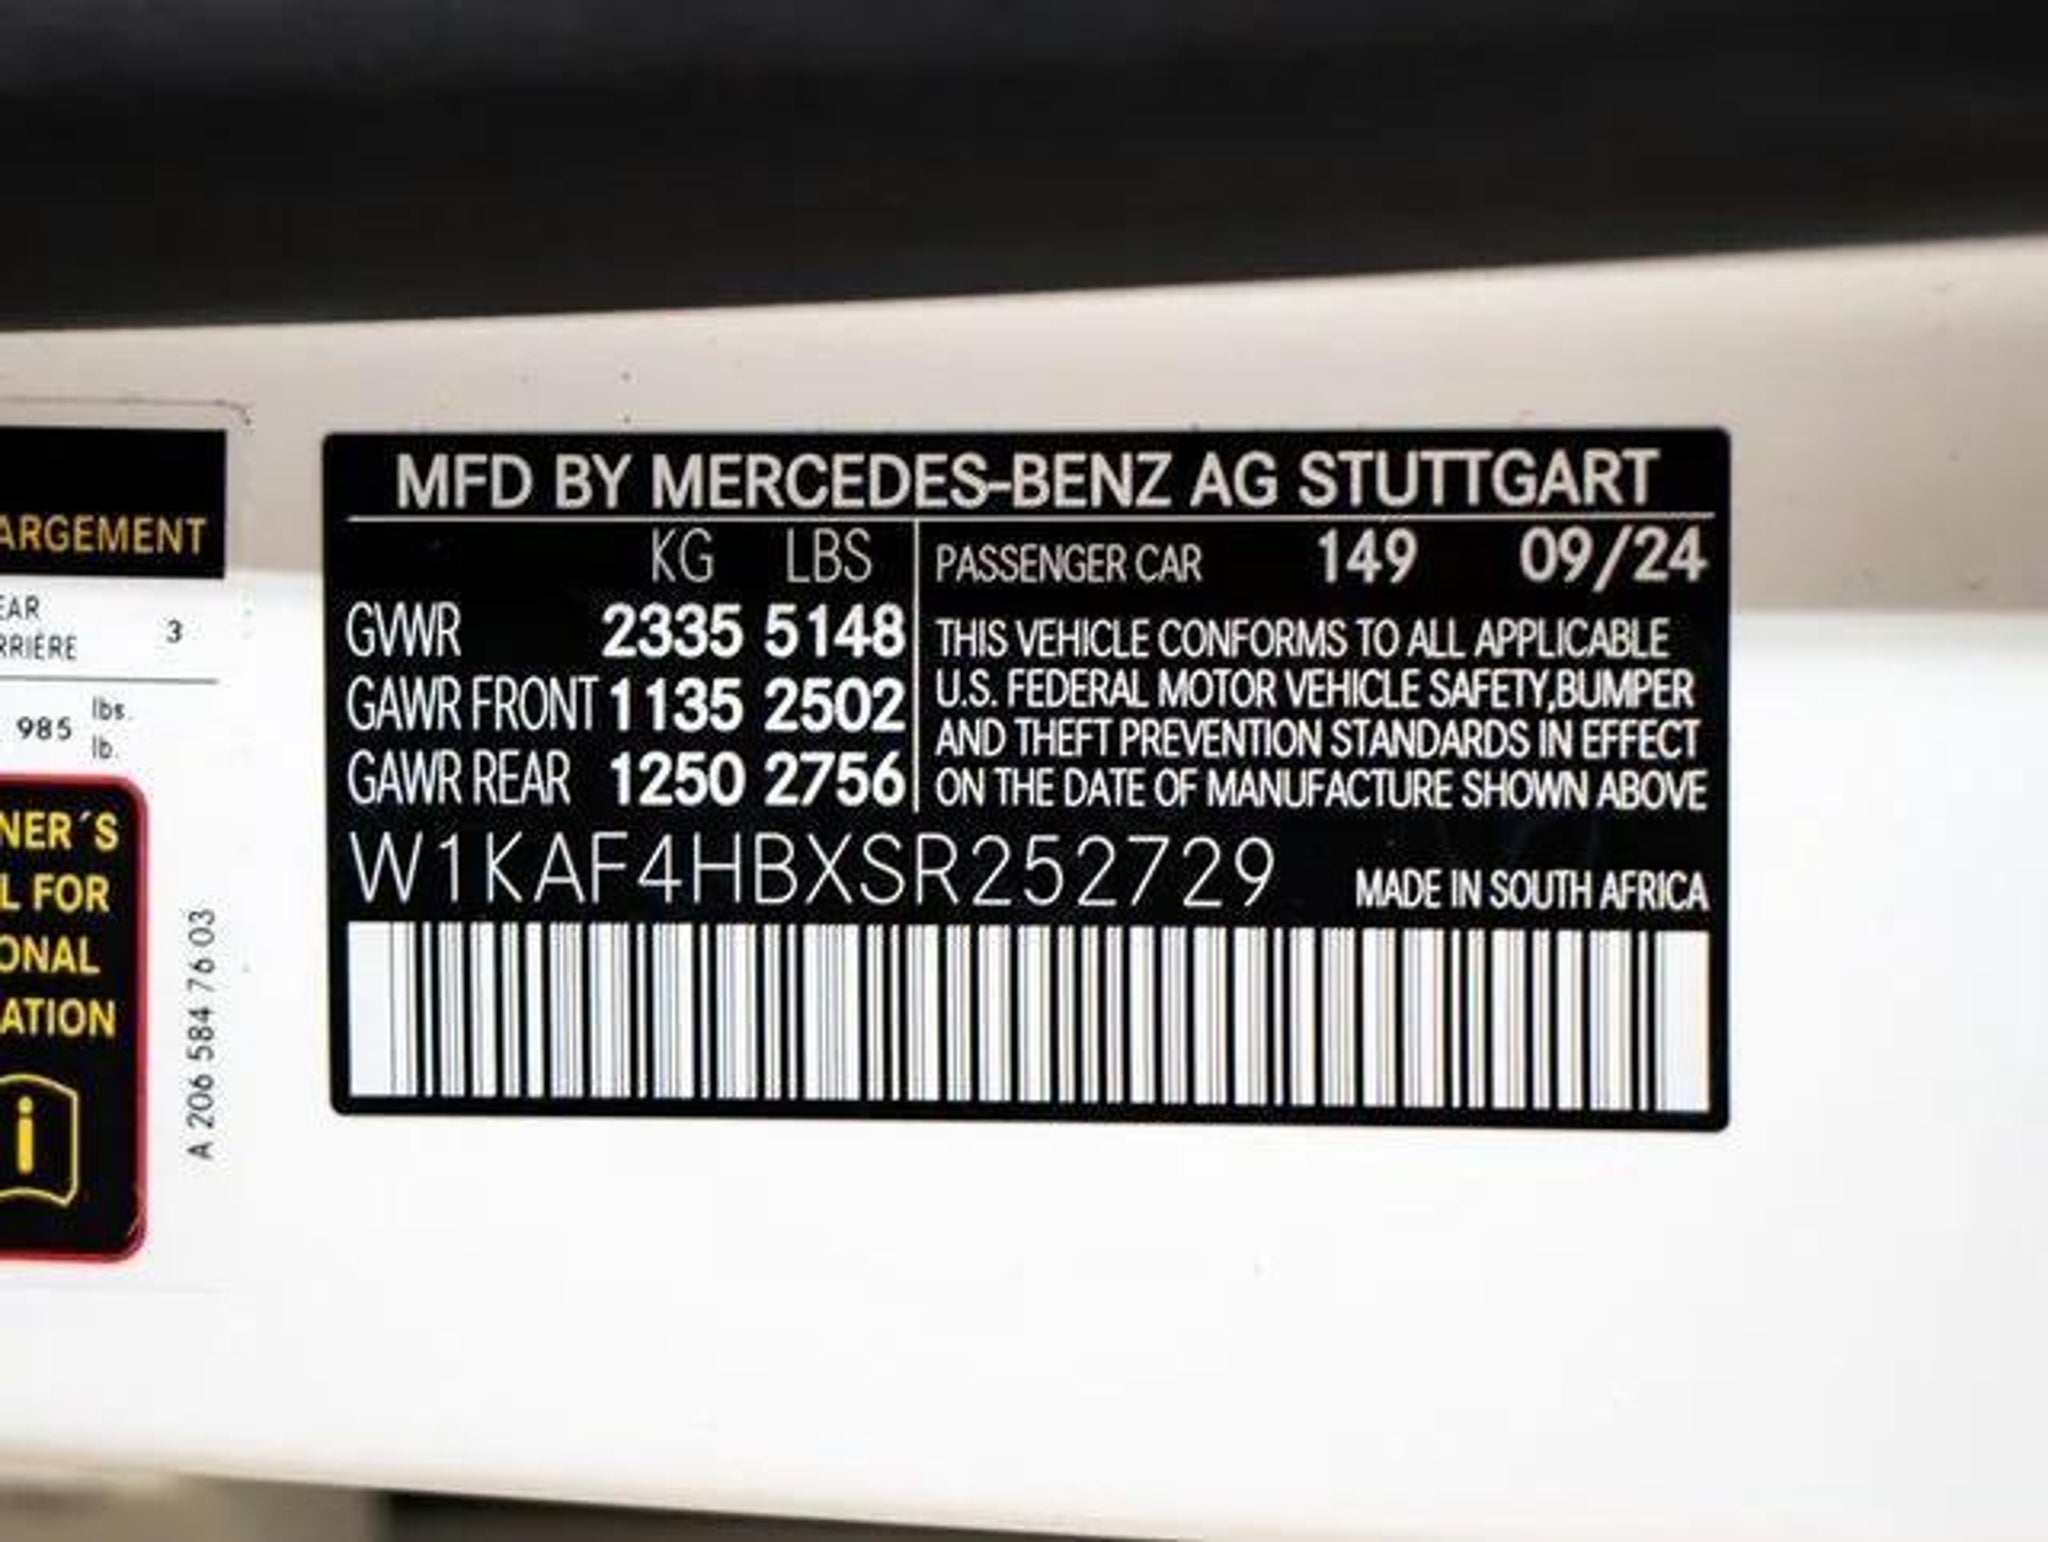 ARGEMENT
EAR
RRIÈRE 3
985 lbs.
lb.
NER´S
L FOR
ONAL
ATION
i
A 206 584 76 03
MFD BY MERCEDES-BENZ AG STUTTGART
KG LBS
GVWR 2335 5148
GAWR FRONT 1135 2502
GAWR REAR 1250 2756
PASSENGER CAR 149 09/24
THIS VEHICLE CONFORMS TO ALL APPLICABLE
U.S. FEDERAL MOTOR VEHICLE SAFETY,BUMPER
AND THEFT PREVENTION STANDARDS IN EFFECT
ON THE DATE OF MANUFACTURE SHOWN ABOVE
W1KAF4HBXSR252729
MADE IN SOUTH AFRICA